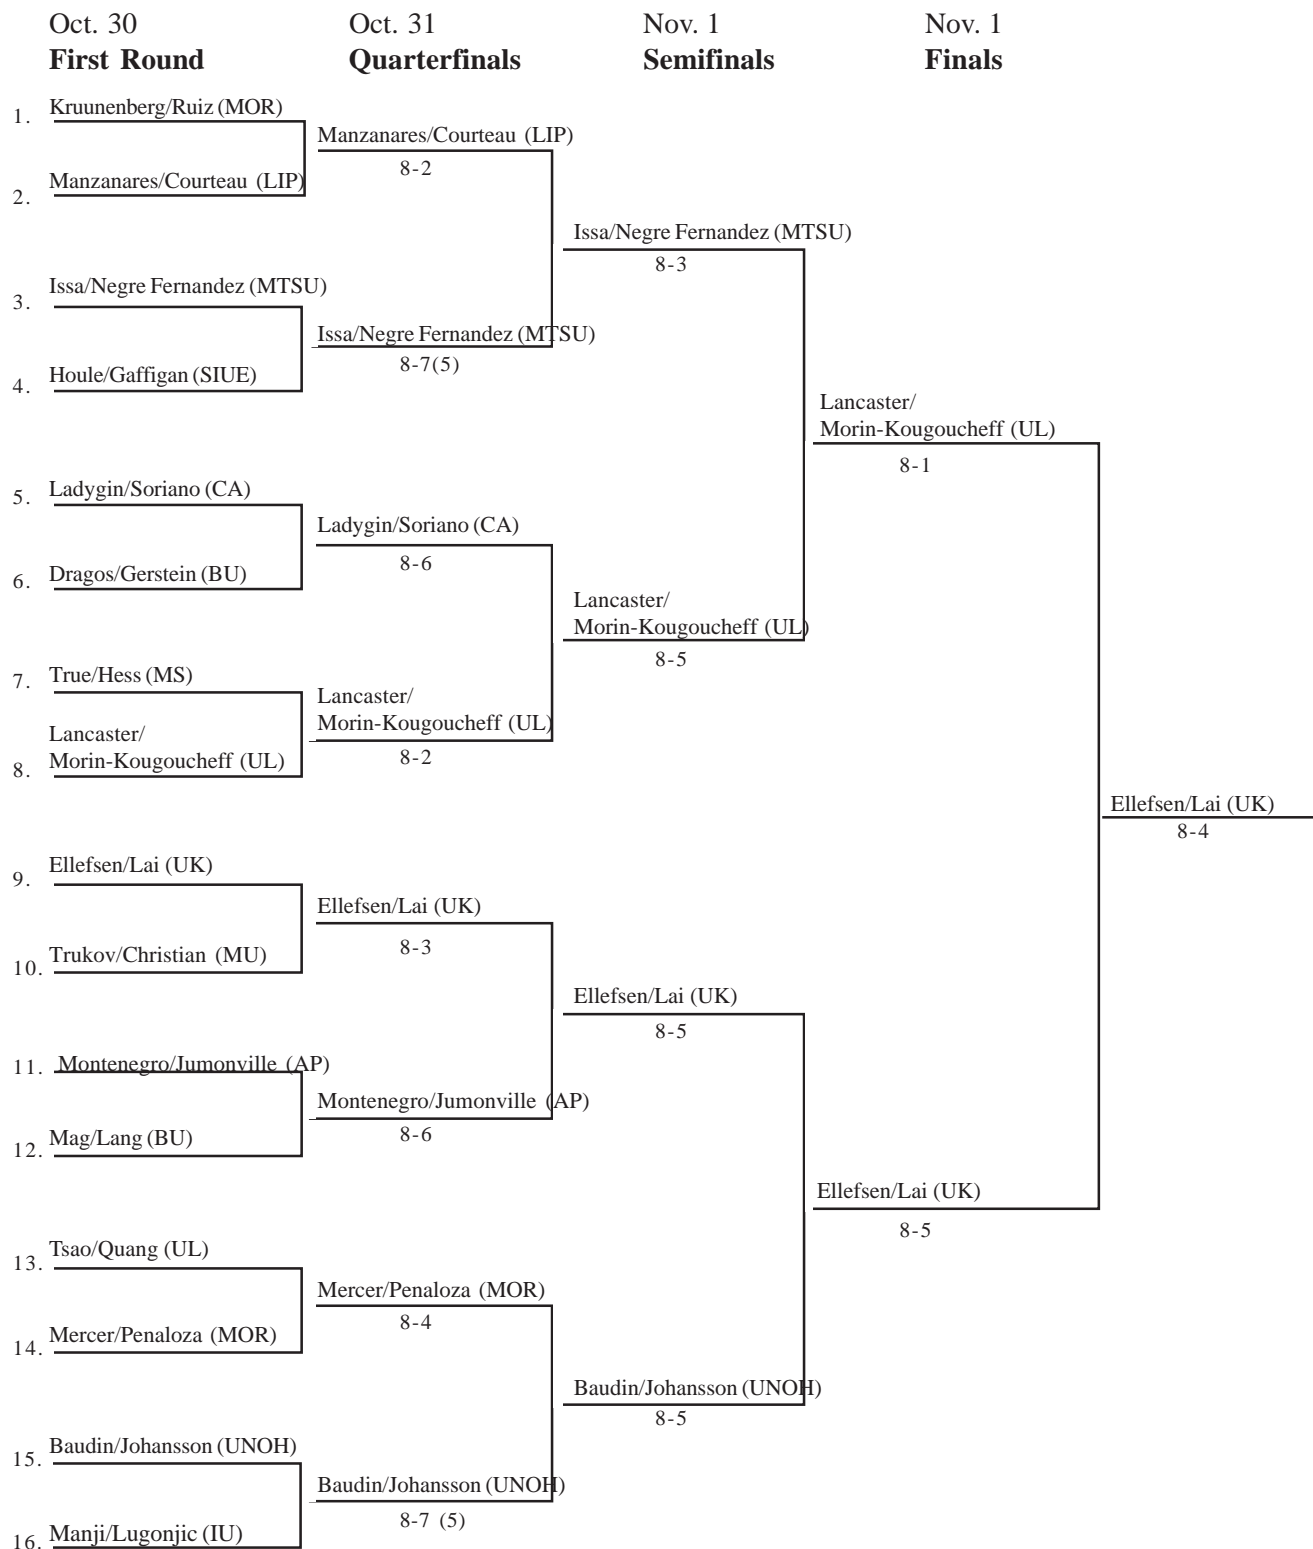 Oct. 30
First Round
Oct. 31
Quarterfinals
Nov. 1
Semifinals
Nov. 1
Finals
1. Kruunenberg/Ruiz (MOR)
2. Manzanares/Courteau (LIP)
3. Issa/Negre Fernandez (MTSU)
4. Houle/Gaffigan (SIUE)
5. Ladygin/Soriano (CA)
6. Dragos/Gerstein (BU)
7. True/Hess (MS)
Lancaster/
8. Morin-Kougoucheff (UL)
9. Ellefsen/Lai (UK)
10. Trukov/Christian (MU)
11. Montenegro/Jumonville (AP)
12. Mag/Lang (BU)
13. Tsao/Quang (UL)
14. Mercer/Penaloza (MOR)
15. Baudin/Johansson (UNOH)
16. Manji/Lugonjic (IU)
Manzanares/Courteau (LIP)
8-2
Issa/Negre Fernandez (MTSU)
8-7(5)
Ladygin/Soriano (CA)
8-6
Lancaster/
Morin-Kougoucheff (UL)
8-2
Ellefsen/Lai (UK)
8-3
Montenegro/Jumonville (AP)
8-6
Mercer/Penaloza (MOR)
8-4
Baudin/Johansson (UNOH)
8-7 (5)
Issa/Negre Fernandez (MTSU)
8-3
Lancaster/
Morin-Kougoucheff (UL)
8-5
Ellefsen/Lai (UK)
8-5
Baudin/Johansson (UNOH)
8-5
Lancaster/
Morin-Kougoucheff (UL)
8-1
Ellefsen/Lai (UK)
8-5
Ellefsen/Lai (UK)
8-4